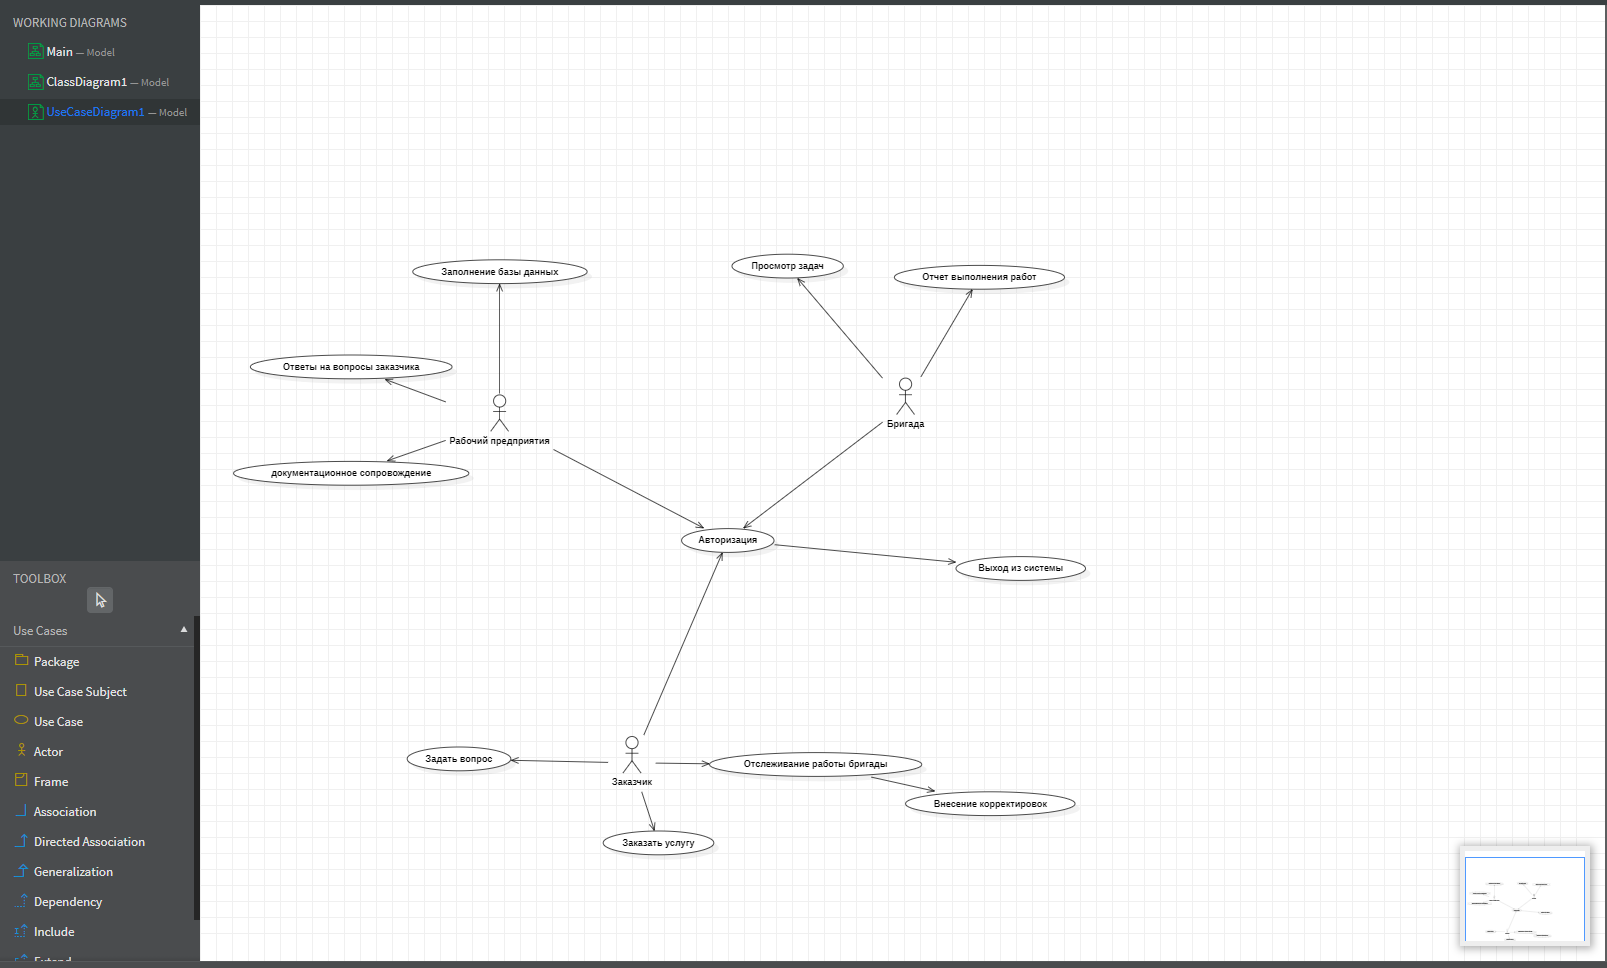 WORKING DIAGRAMS
Main — Model
ClassDiagram1 — Model
UseCaseDiagram1 — Model
TOOLBOX
Use Cases
Package
Use Case Subject
Use Case
Actor
Frame
Association
Directed Association
Generalization
Dependency
Include
Extend
Просмотр задач
Заполнение базы данных
Отчет выполнения работ
Ответы на вопросы заказчика
Бригада
Рабочий предприятия
документационное сопровождение
Авторизация
Выход из системы
Задать вопрос
Отслеживание работы бригады
Заказчик
Внесение корректировок
Заказать услугу